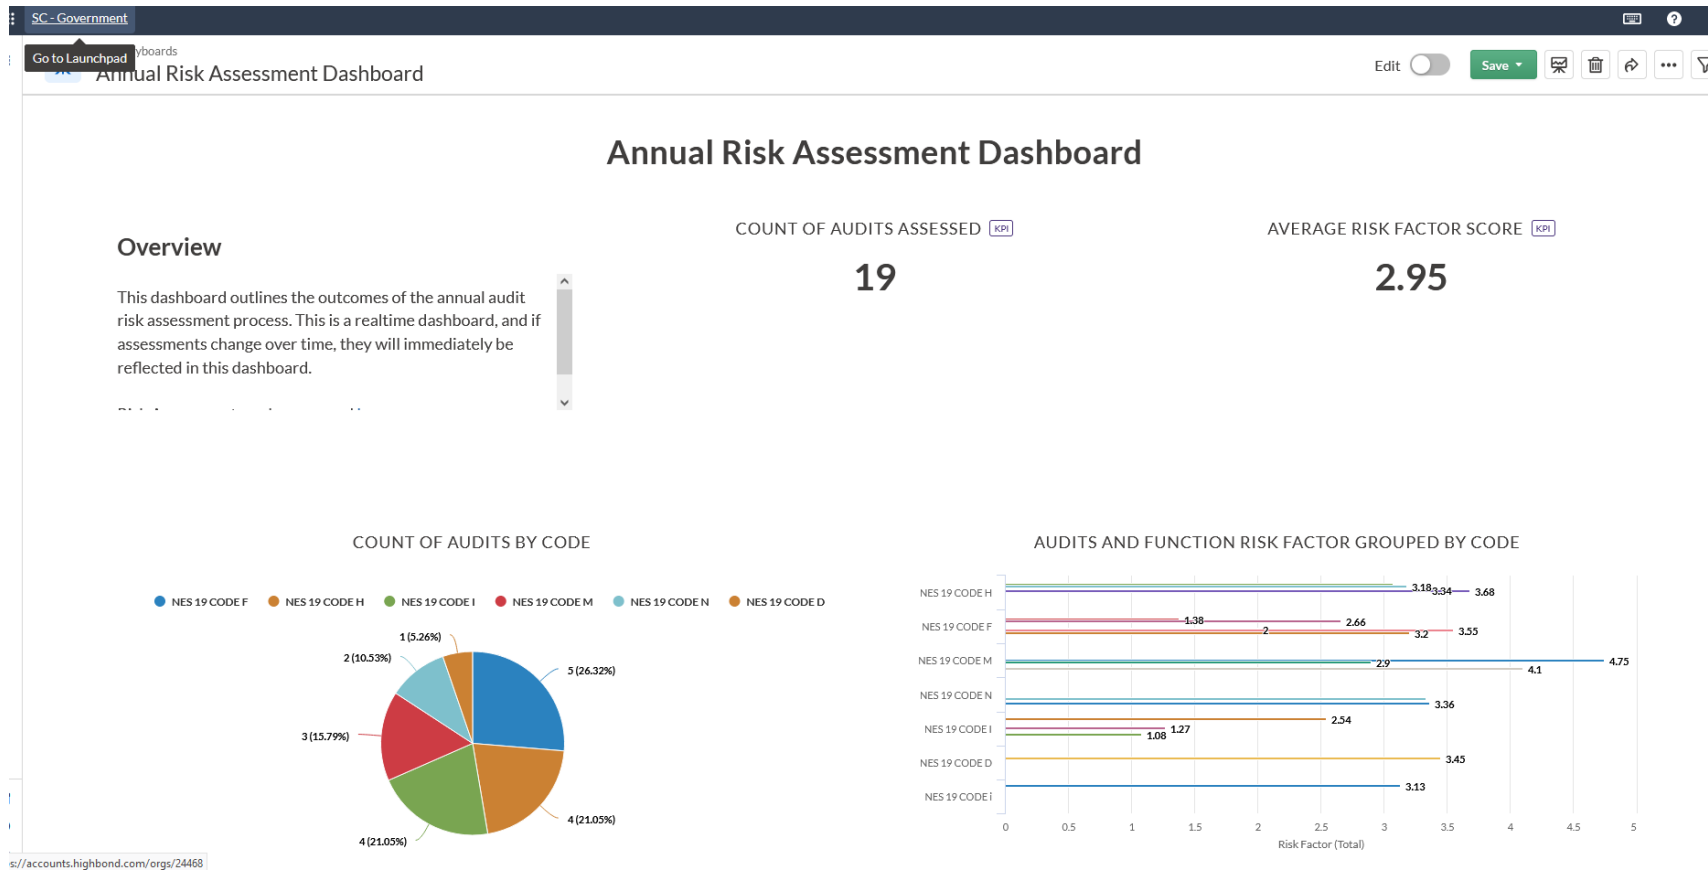 SC - Government
Go to Launchpad
yboards
Annual Risk Assessment Dashboard
Edit
Save
Annual Risk Assessment Dashboard
Overview
This dashboard outlines the outcomes of the annual audit
risk assessment process. This is a realtime dashboard, and if
assessments change over time, they will immediately be
reflected in this dashboard.
COUNT OF AUDITS ASSESSED KPI
19
AVERAGE RISK FACTOR SCORE KPI
2.95
COUNT OF AUDITS BY CODE
NES 19 CODE F NES 19 CODE H NES 19 CODE I NES 19 CODE M NES 19 CODE N NES 19 CODE D
1 (5.26%)
2 (10.53%)
5 (26.32%)
3 (15.79%)
4 (21.05%)
4 (21.05%)
AUDITS AND FUNCTION RISK FACTOR GROUPED BY CODE
NES 19 CODE H 3.18 3.34 3.68
NES 19 CODE F 1.38 2.66 2 3.2 3.55
NES 19 CODE M 2.9 4.75 4.1
NES 19 CODE N 3.36
NES 19 CODE I 2.54 1.27 1.08
NES 19 CODE D 3.45
NES 19 CODE i 3.13
0 0.5 1 1.5 2 2.5 3 3.5 4 4.5 5
Risk Factor (Total)
s://accounts.highbond.com/orgs/24468